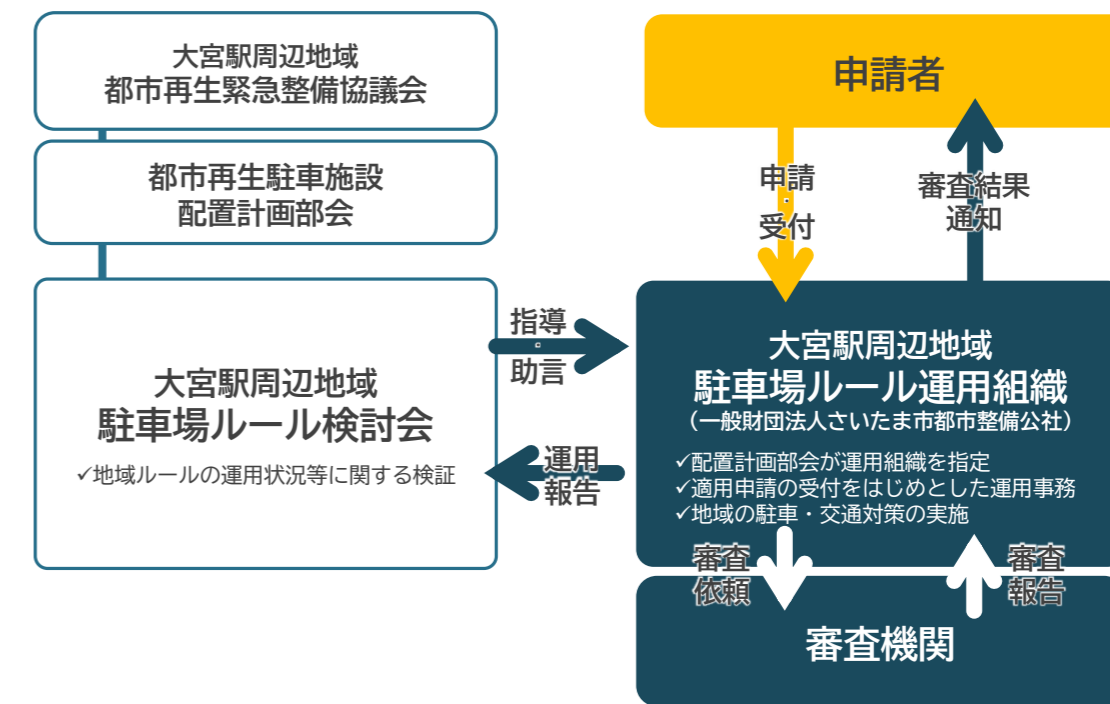 大宮駅周辺地域
都市再生緊急整備協議会
都市再生駐車施設
配置計画部会
大宮駅周辺地域
駐車場ルール検討会
✓地域ルールの運用状況等に関する検証
指導
・
助言
運用
報告
申請者
申請
・
受付
審査結果
通知
大宮駅周辺地域
駐車場ルール運用組織
（一般財団法人さいたま市都市整備公社）
✓配置計画部会が運用組織を指定
✓適用申請の受付をはじめとした運用事務
✓地域の駐車・交通対策の実施
審査
依頼
審査
報告
審査機関